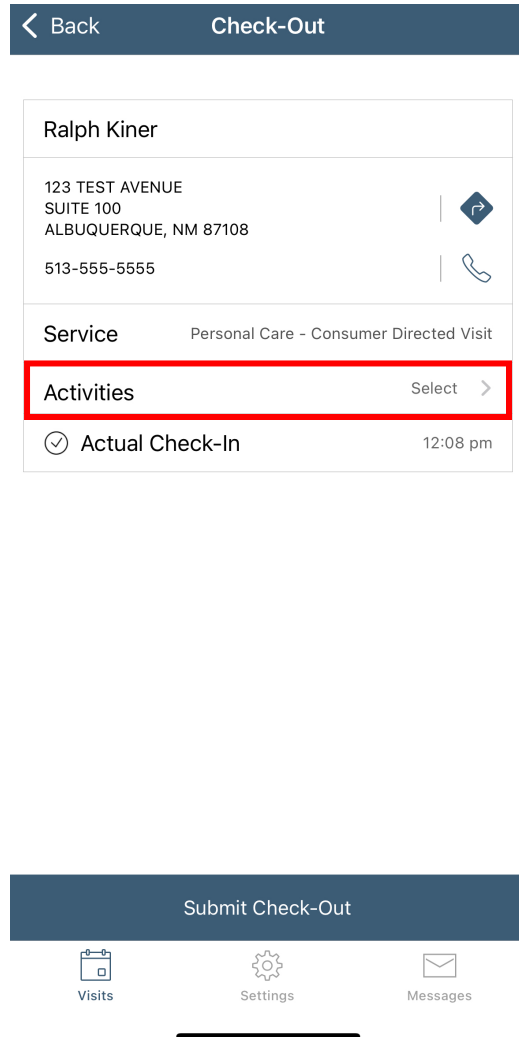 Back Check-Out
Ralph Kiner
123 TEST AVENUE
SUITE 100
ALBUQUERQUE, NM 87108
513-555-5555
Service Personal Care - Consumer Directed Visit
Activities Select
Actual Check-In 12:08 pm
Submit Check-Out
Visits Settings Messages